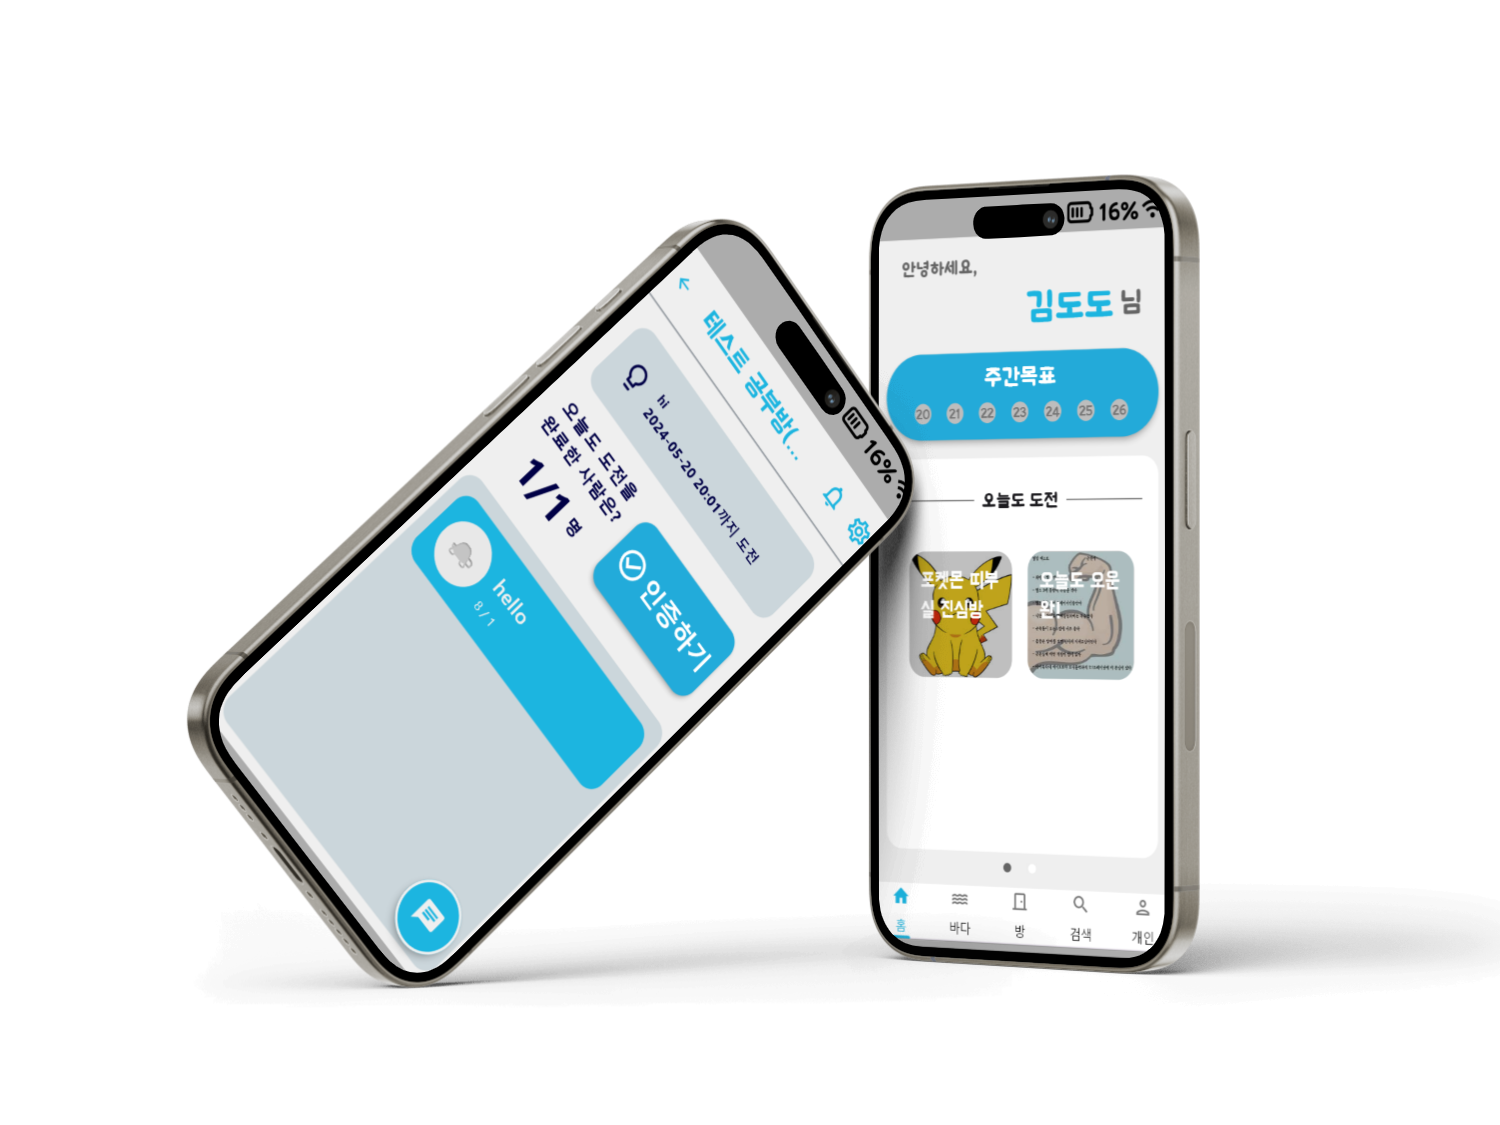 테스트 공부방(...
16%
hi
2024-05-20 20:01까지 도전
오늘도 도전을
완료한 사람은?
1/1 명
인증하기
hello
8 / 1
16%
안녕하세요,
김도도 님
주간목표
20 21 22 23 24 25 26
오늘도 도전
포켓몬 띠부
실 진심방
오늘도 오운
완!
홈 바다 방 검색 개인